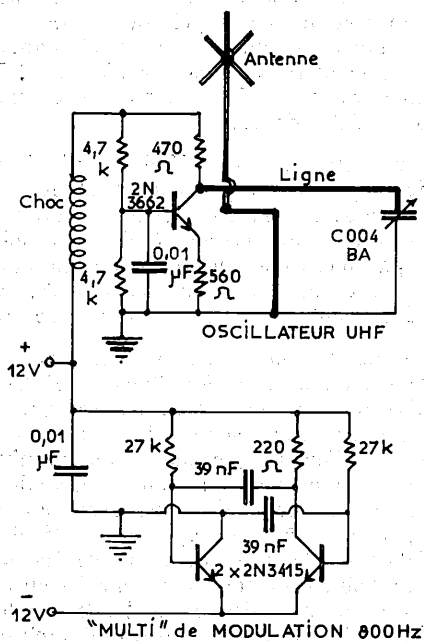 Antenne
4,7
k
470
Ω
Ligne
Choc
2N
3662
0,01
µF
C004
BA
4,7
k
560
Ω
OSCILLATEUR UHF
+
12V
0,01
µF
27k
220
Ω
27k
39 nF
39 nF
2 x 2N3415
-
12V
"MULTI" de MODULATION 800Hz